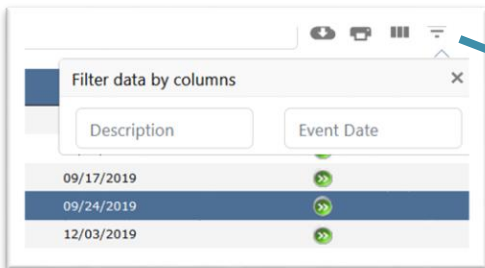 Filter data by columns
Description Event Date
09/17/2019
09/24/2019
12/03/2019